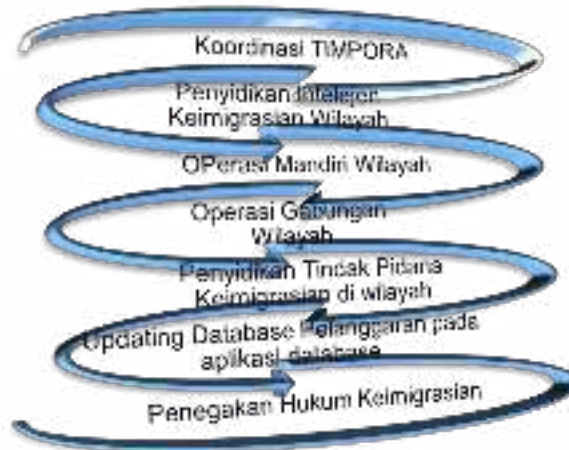 Koordinasi TIMPORA
Penyidikan Intelejen
Keimigrasian Wilayah
OPerasi Mandiri Wilayah
Operasi Gabungan
Wilayah
Penyidikan Tindak Pidana
Keimigrasian di wilayah
Updating Database Pelanggaran pada
aplikasi database
Penegakan Hukum Keimigrasian